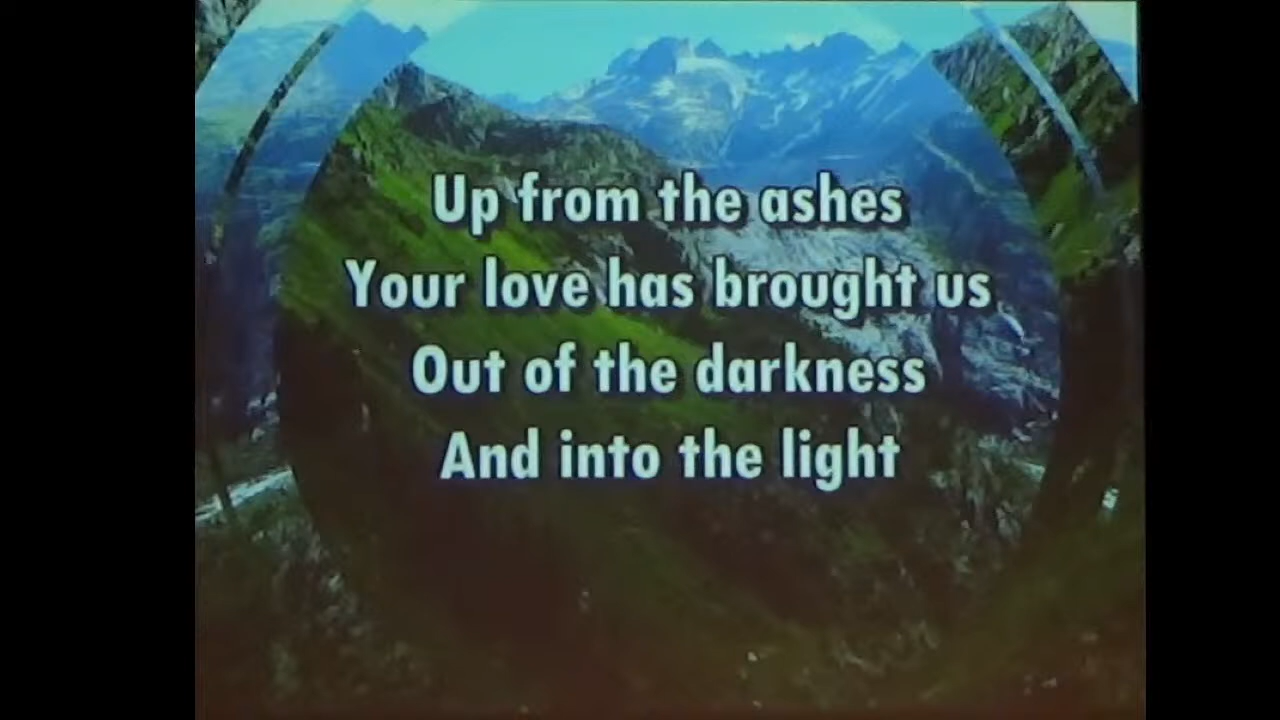 Up from the ashes
Your love has brought us
Out of the darkness
And into the light